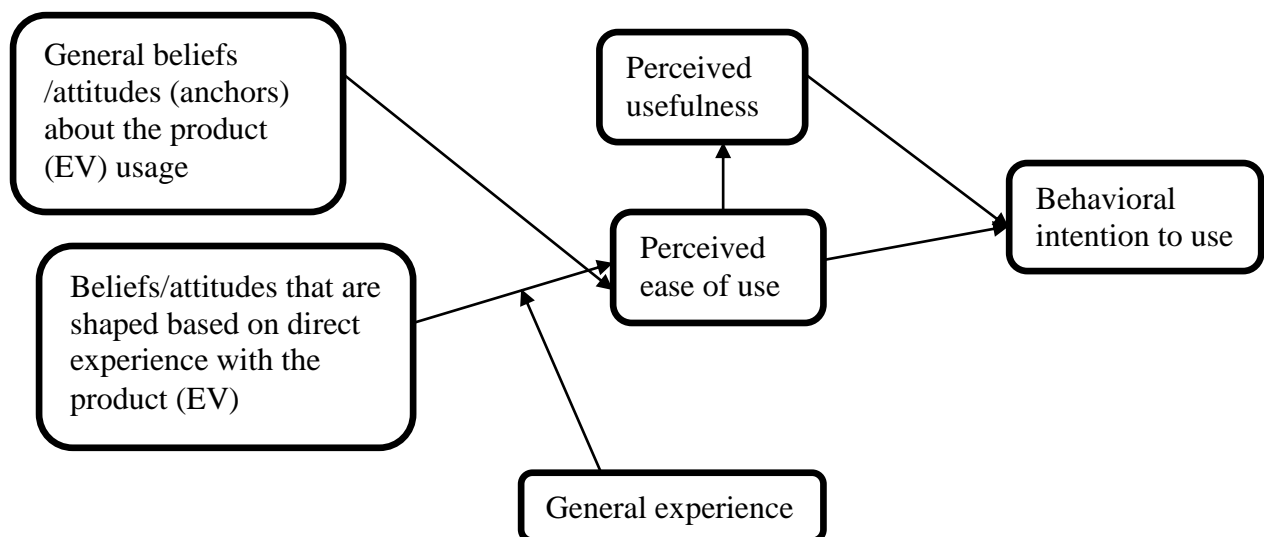 General beliefs
/attitudes (anchors)
about the product
(EV) usage
Perceived
usefulness
Behavioral
intention to use
Perceived
ease of use
Beliefs/attitudes that are
shaped based on direct
experience with the
product (EV)
General experience